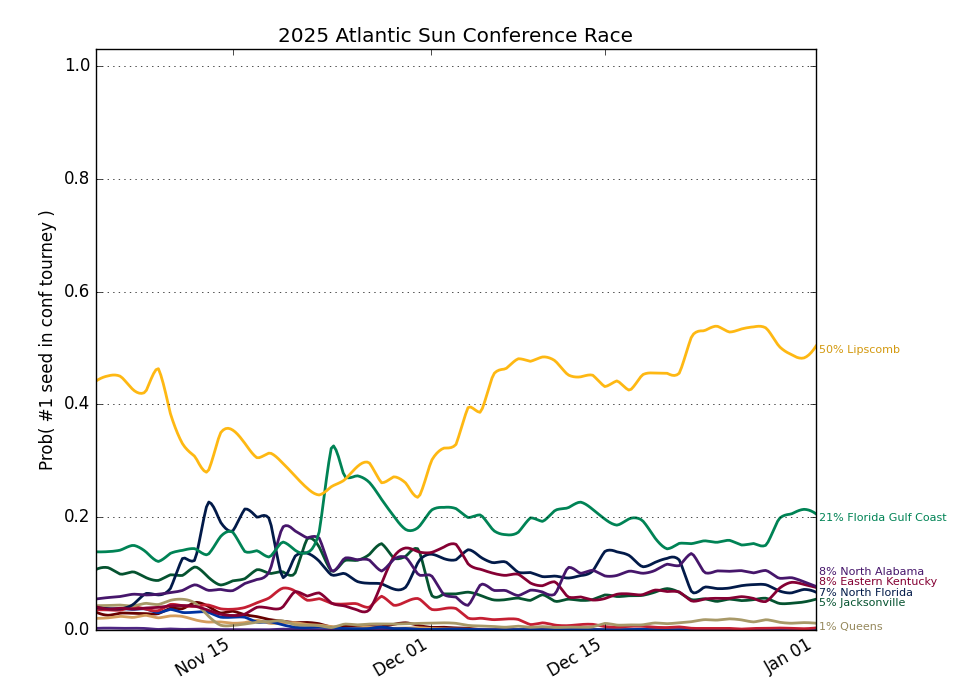 2025 Atlantic Sun Conference Race
Prob( #1 seed in conf tourney )
1.0
0.8
0.6
0.4
0.2
0.0
Nov 15
Dec 01
Dec 15
Jan 01
50% Lipscomb
21% Florida Gulf Coast
8% North Alabama
8% Eastern Kentucky
7% North Florida
5% Jacksonville
1% Queens